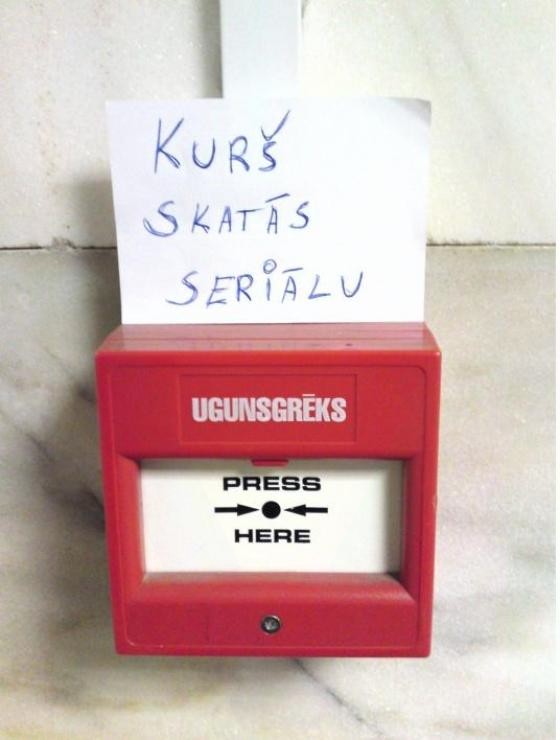 KURŠ
SKATĀS
SERIĀLU
UGUNSGRĒKS
PRESS
HERE